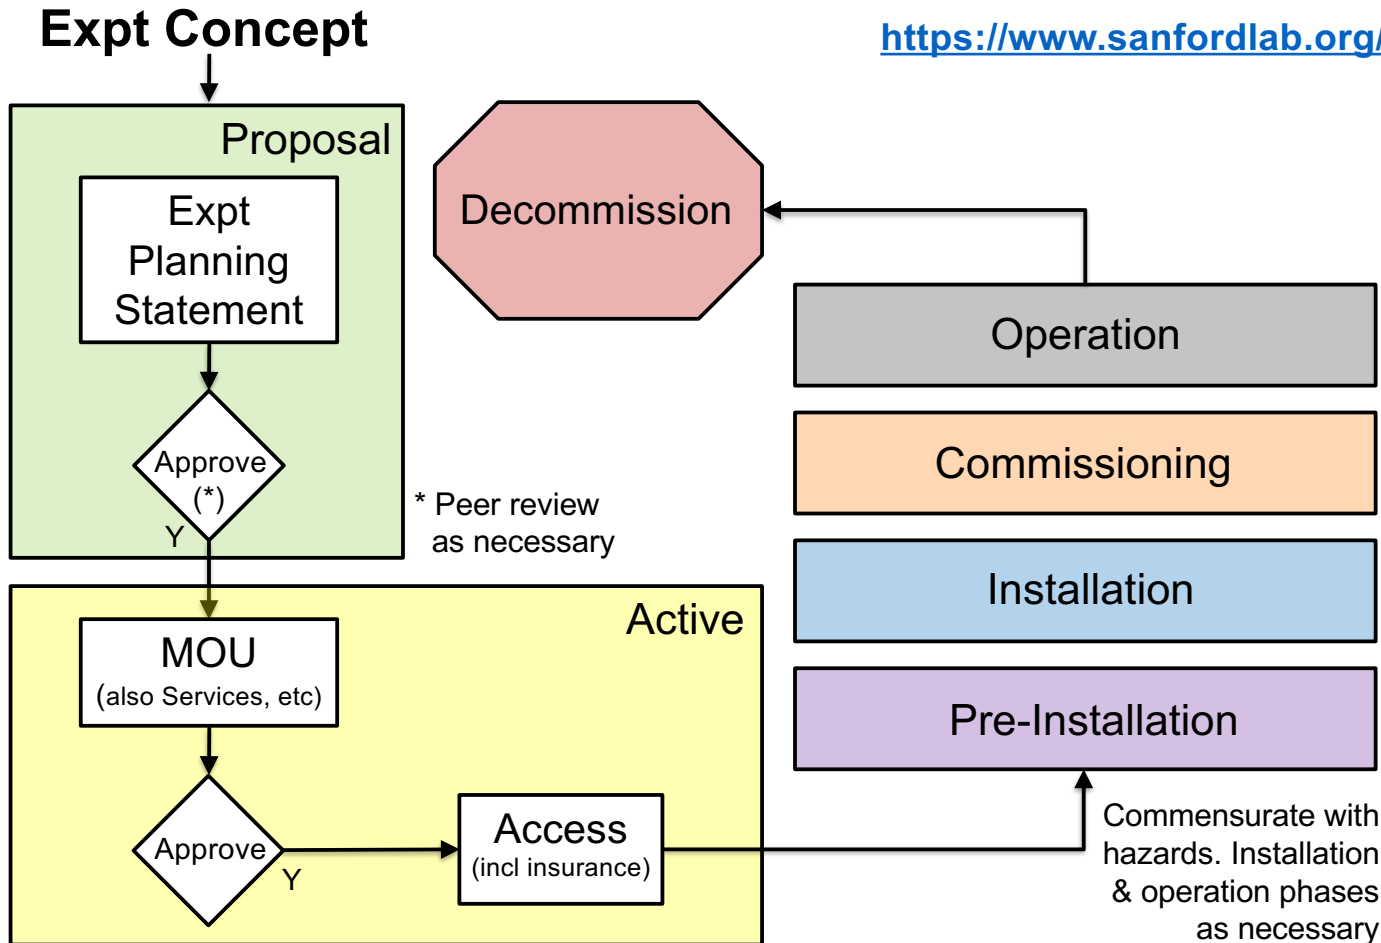 Expt Concept
https://www.sanfordlab.org/
Proposal
Expt
Planning
Statement
Approve
(*)
Y
* Peer review
as necessary
Decommission
Operation
Commissioning
Installation
Pre-Installation
Active
MOU
(also Services, etc)
Approve
Y
Access
(incl insurance)
Commensurate with
hazards. Installation
& operation phases
as necessary